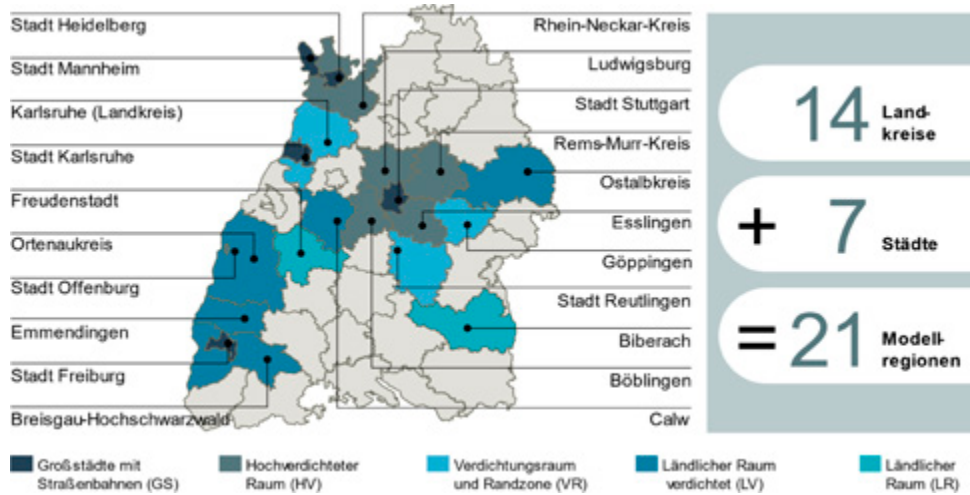 Stadt Heidelberg
Stadt Mannheim
Karlsruhe (Landkreis)
Stadt Karlsruhe
Freudenstadt
Ortenaukreis
Stadt Offenburg
Emmendingen
Stadt Freiburg
Breisgau-Hochschwarzwald
Rhein-Neckar-Kreis
Ludwigsburg
Stadt Stuttgart
Rems-Murr-Kreis
Ostalbkreis
Esslingen
Göppingen
Stadt Reutlingen
Biberach
Böblingen
Calw
14 Land-
kreise
+ 7 Städte
= 21 Modell-
regionen
Großstädte mit
Straßenbahnen (GS)
Hochverdichteter
Raum (HV)
Verdichtungsraum
und Randzone (VR)
Ländlicher Raum
verdichtet (LV)
Ländlicher
Raum (LR)